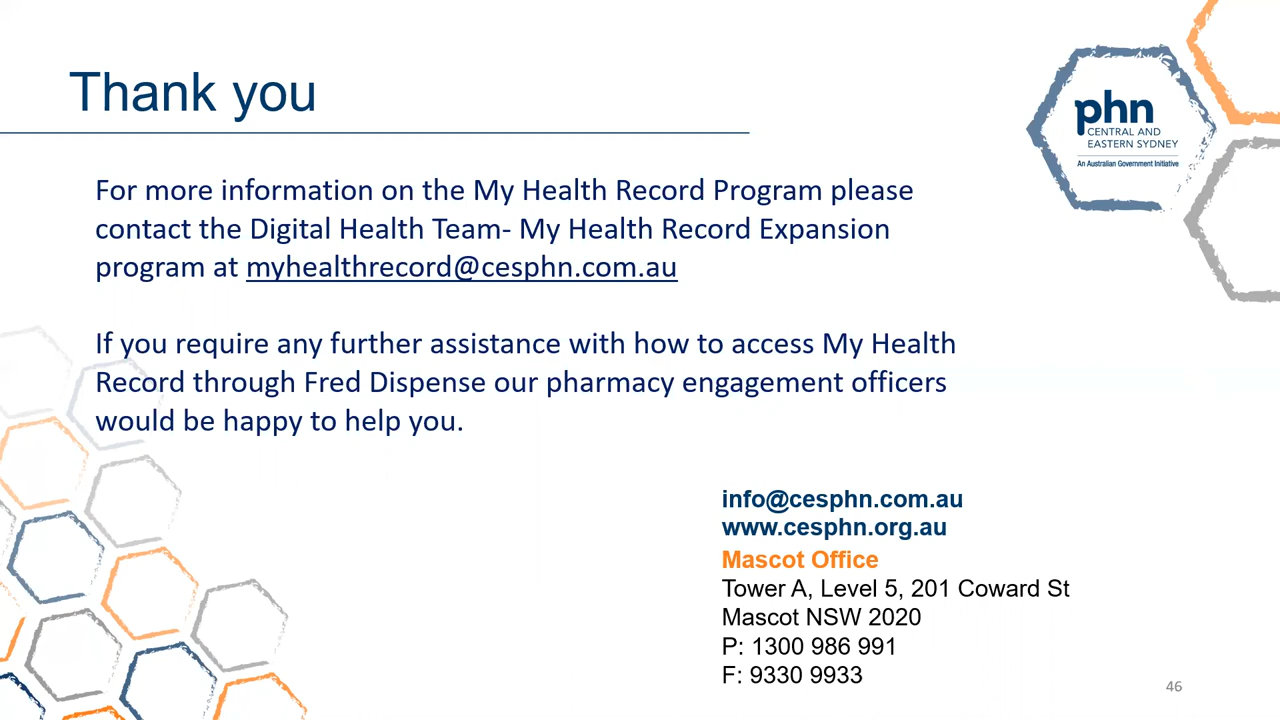 Thank you
phn
CENTRAL AND
EASTERN SYDNEY
An Australian Government Initiative
For more information on the My Health Record Program please
contact the Digital Health Team- My Health Record Expansion
program at myhealthrecord@cesphn.com.au
If you require any further assistance with how to access My Health
Record through Fred Dispense our pharmacy engagement officers
would be happy to help you.
info@cesphn.com.au
www.cesphn.org.au
Mascot Office
Tower A, Level 5, 201 Coward St
Mascot NSW 2020
P: 1300 986 991
F: 9330 9933
46